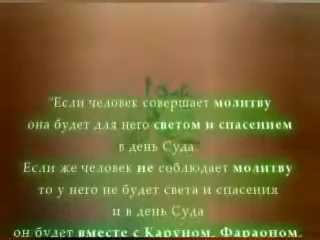 "Если человек совершает молитву
она будет для него светом и спасением
в день Суда
Если же человек не соблюдает молитву
то у него не будет света и спасения
и в день Суда
он будет вместе с Каруном, Фараоном,